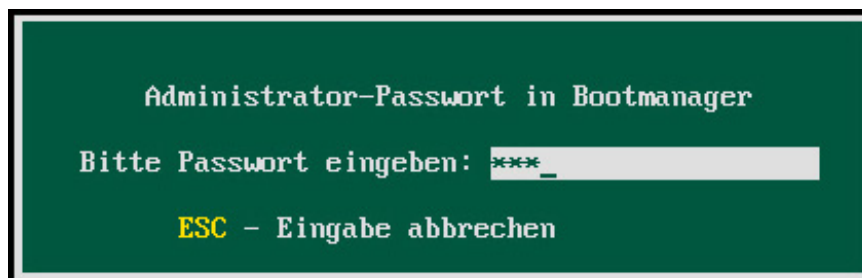 Administrator-Passwort in Bootmanager
Bitte Passwort eingeben: ***_
ESC - Eingabe abbrechen